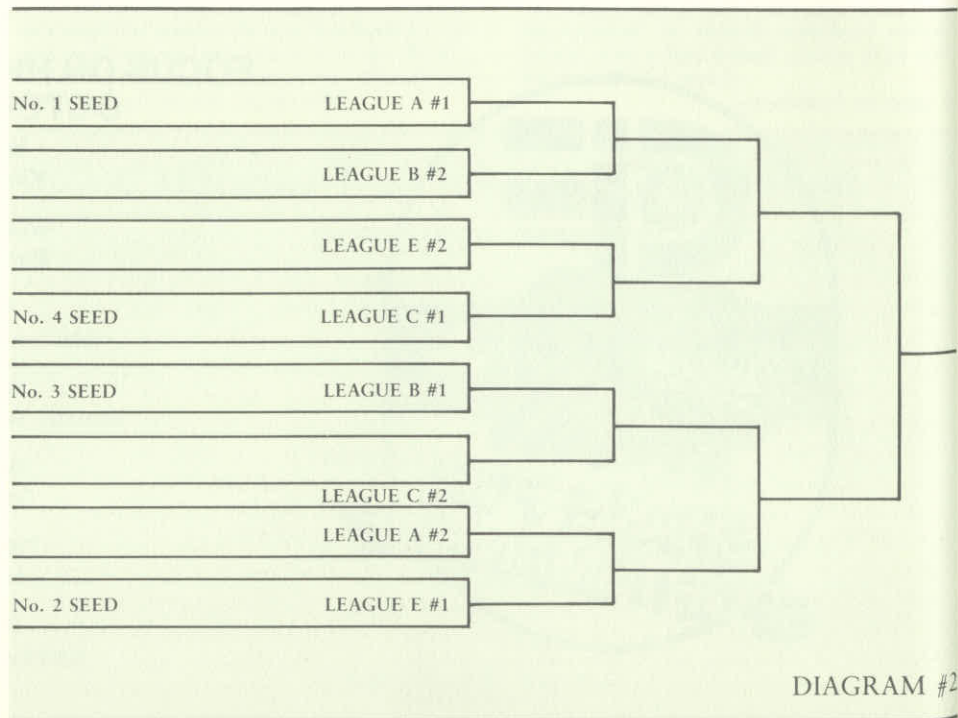 No. 1 SEED LEAGUE A #1
LEAGUE B #2
LEAGUE E #2
No. 4 SEED LEAGUE C #1
No. 3 SEED LEAGUE B #1
LEAGUE C #2
LEAGUE A #2
No. 2 SEED LEAGUE E #1
DIAGRAM #2